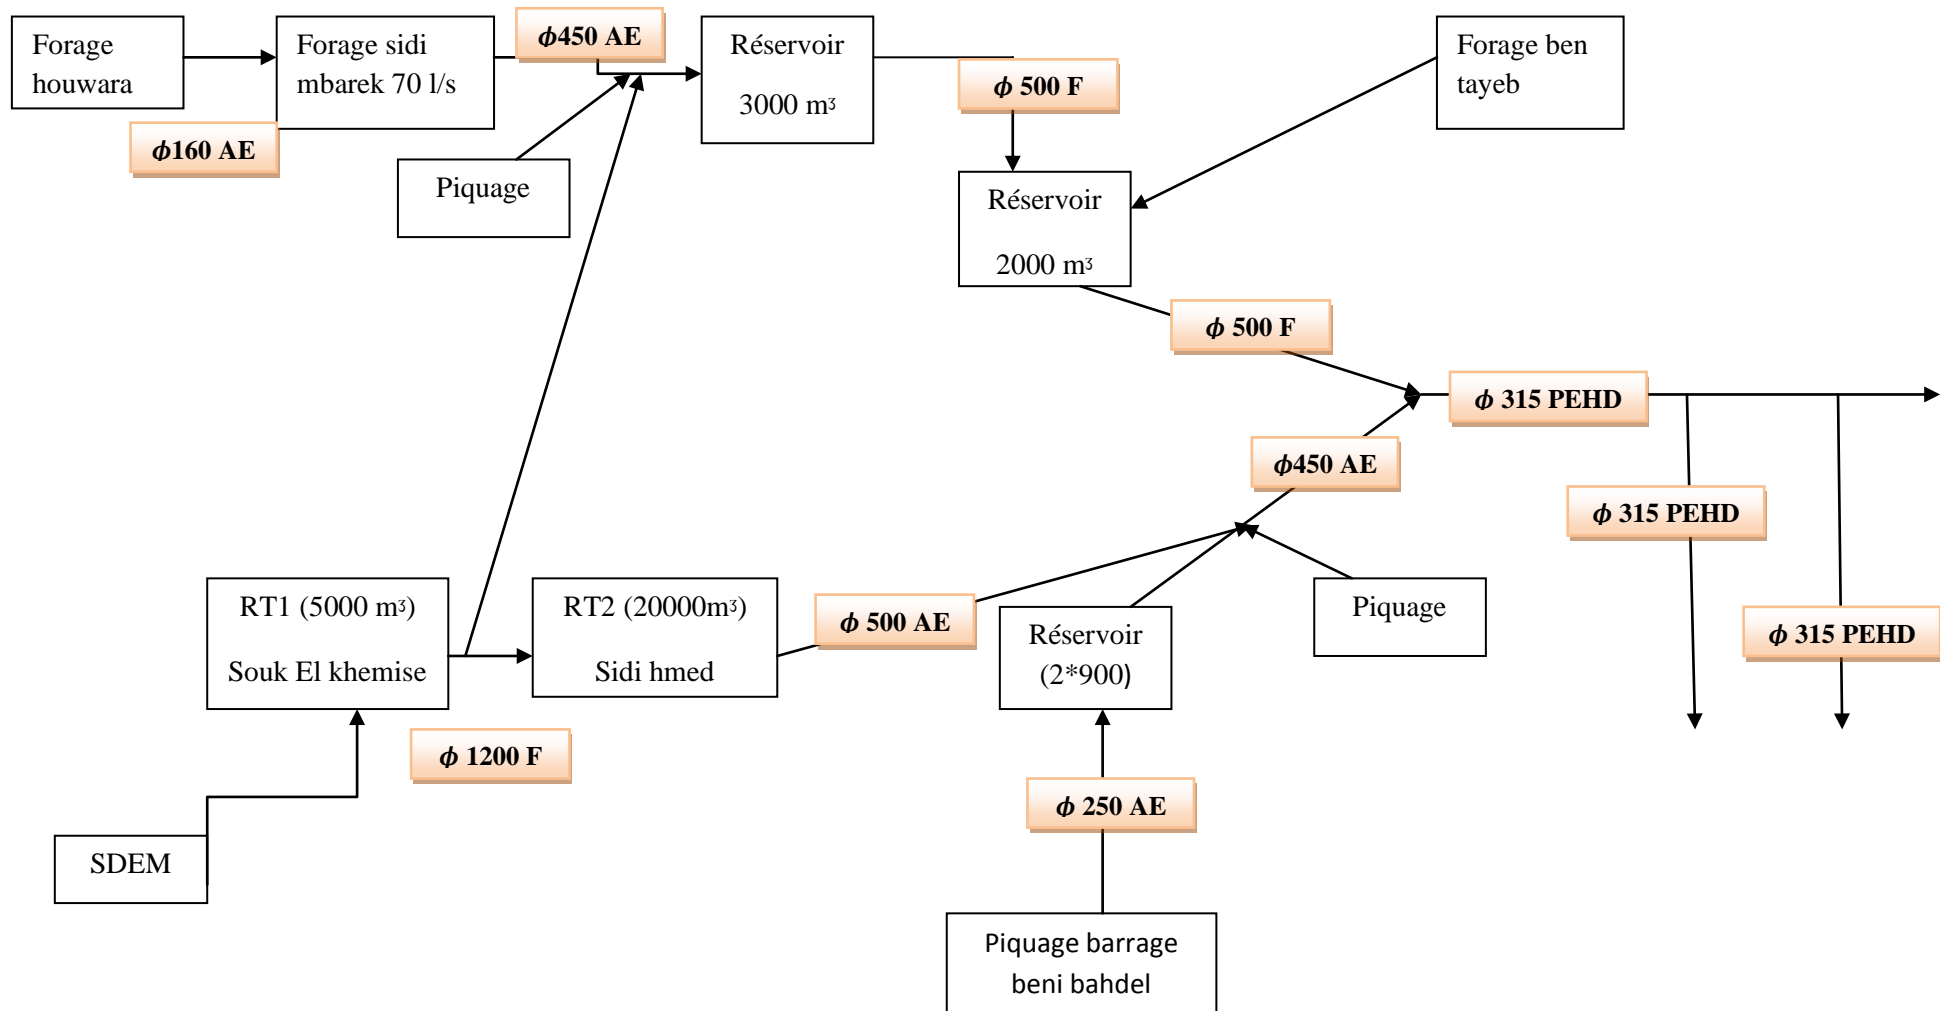 Forage
houwara
Forage sidi
mbarek 70 l/s
ϕ450 AE
Réservoir
3000 m³
Forage ben
tayeb
ϕ 500 F
ϕ160 AE
Piquage
Réservoir
2000 m³
ϕ 500 F
ϕ 315 PEHD
ϕ450 AE
ϕ 315 PEHD
RT1 (5000 m³)
Souk El khemise
RT2 (20000m³)
Sidi hmed
ϕ 500 AE
Réservoir
(2*900)
Piquage
ϕ 315 PEHD
ϕ 1200 F
ϕ 250 AE
SDEM
Piquage barrage
beni bahdel